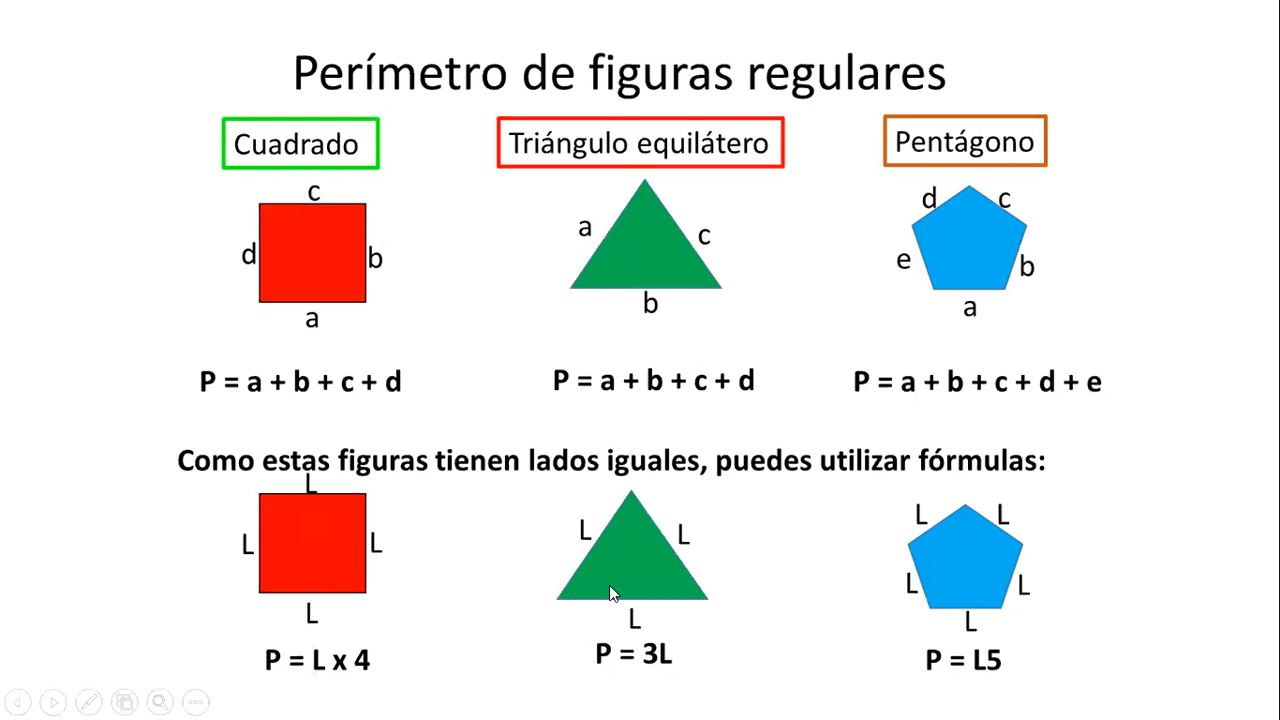 Perímetro de figuras regulares
Cuadrado
Triángulo equilátero
Pentágono
c
d
b
a
a
c
b
d
c
e
b
a
P = a + b + c + d
P = a + b + c + d
P = a + b + c + d + e
Como estas figuras tienen lados iguales, puedes utilizar fórmulas:
L
L
L
L
L
L
L
L
L
L
L
L
P = L x 4
P = 3L
P = L5